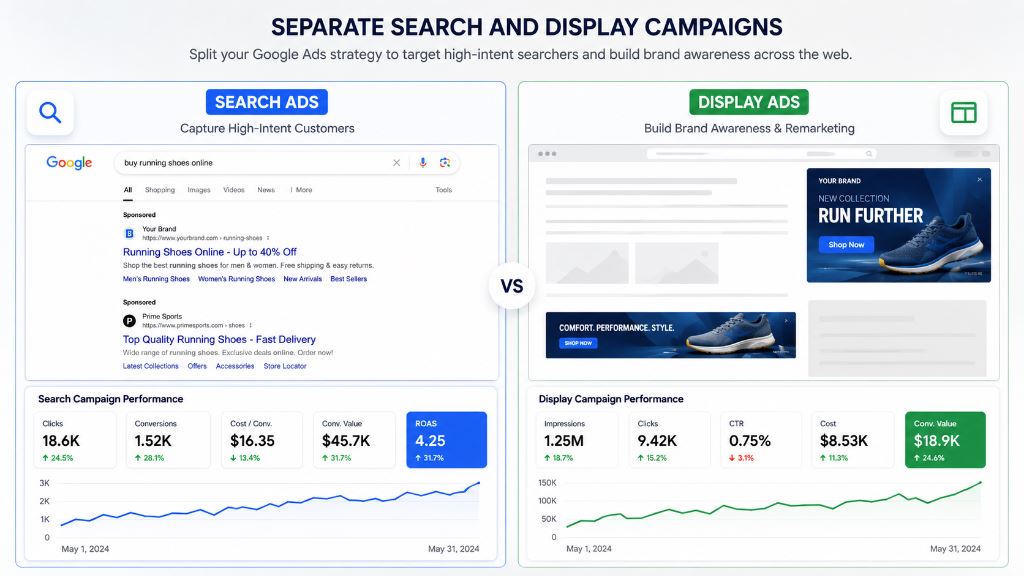 SEPARATE SEARCH AND DISPLAY CAMPAIGNS
Split your Google Ads strategy to target high-intent searchers and build brand awareness across the web.
SEARCH ADS
Capture High-Intent Customers
Google
buy running shoes online
All Shopping Images Videos News More Tools
Sponsored
B
Your Brand
https://www.yourbrand.com › running-shoes
Running Shoes Online - Up to 40% Off
Shop the best running shoes for men & women. Free shipping & easy returns.
Men's Running Shoes Women's Running Shoes New Arrivals Best Sellers
Sponsored
P
Prime Sports
https://www.primesports.com › shoes
Top Quality Running Shoes - Fast Delivery
Wide range of running shoes. Exclusive deals online. Order now!
Latest Collections Offers Accessories Store Locator
Search Campaign Performance
Clicks
18.6K
↑ 24.5%
Conversions
1.52K
↑ 28.1%
Cost / Conv.
$16.35
↓ 13.4%
Conv. Value
$45.7K
↑ 31.7%
ROAS
4.25
↑ 31.7%
3K
2K
1K
0
May 1, 2024
May 31, 2024
VS
DISPLAY ADS
Build Brand Awareness & Remarketing
YOUR BRAND
NEW COLLECTION
RUN FURTHER
Shop Now
COMFORT. PERFORMANCE. STYLE.
SHOP NOW
Display Campaign Performance
Impressions
1.25M
↑ 18.7%
Clicks
9.42K
↑ 15.2%
CTR
0.75%
↓ 3.1%
Cost
$8.53K
↑ 11.3%
Conv. Value
$18.9K
↑ 24.6%
150K
100K
50K
0
May 1, 2024
May 31, 2024